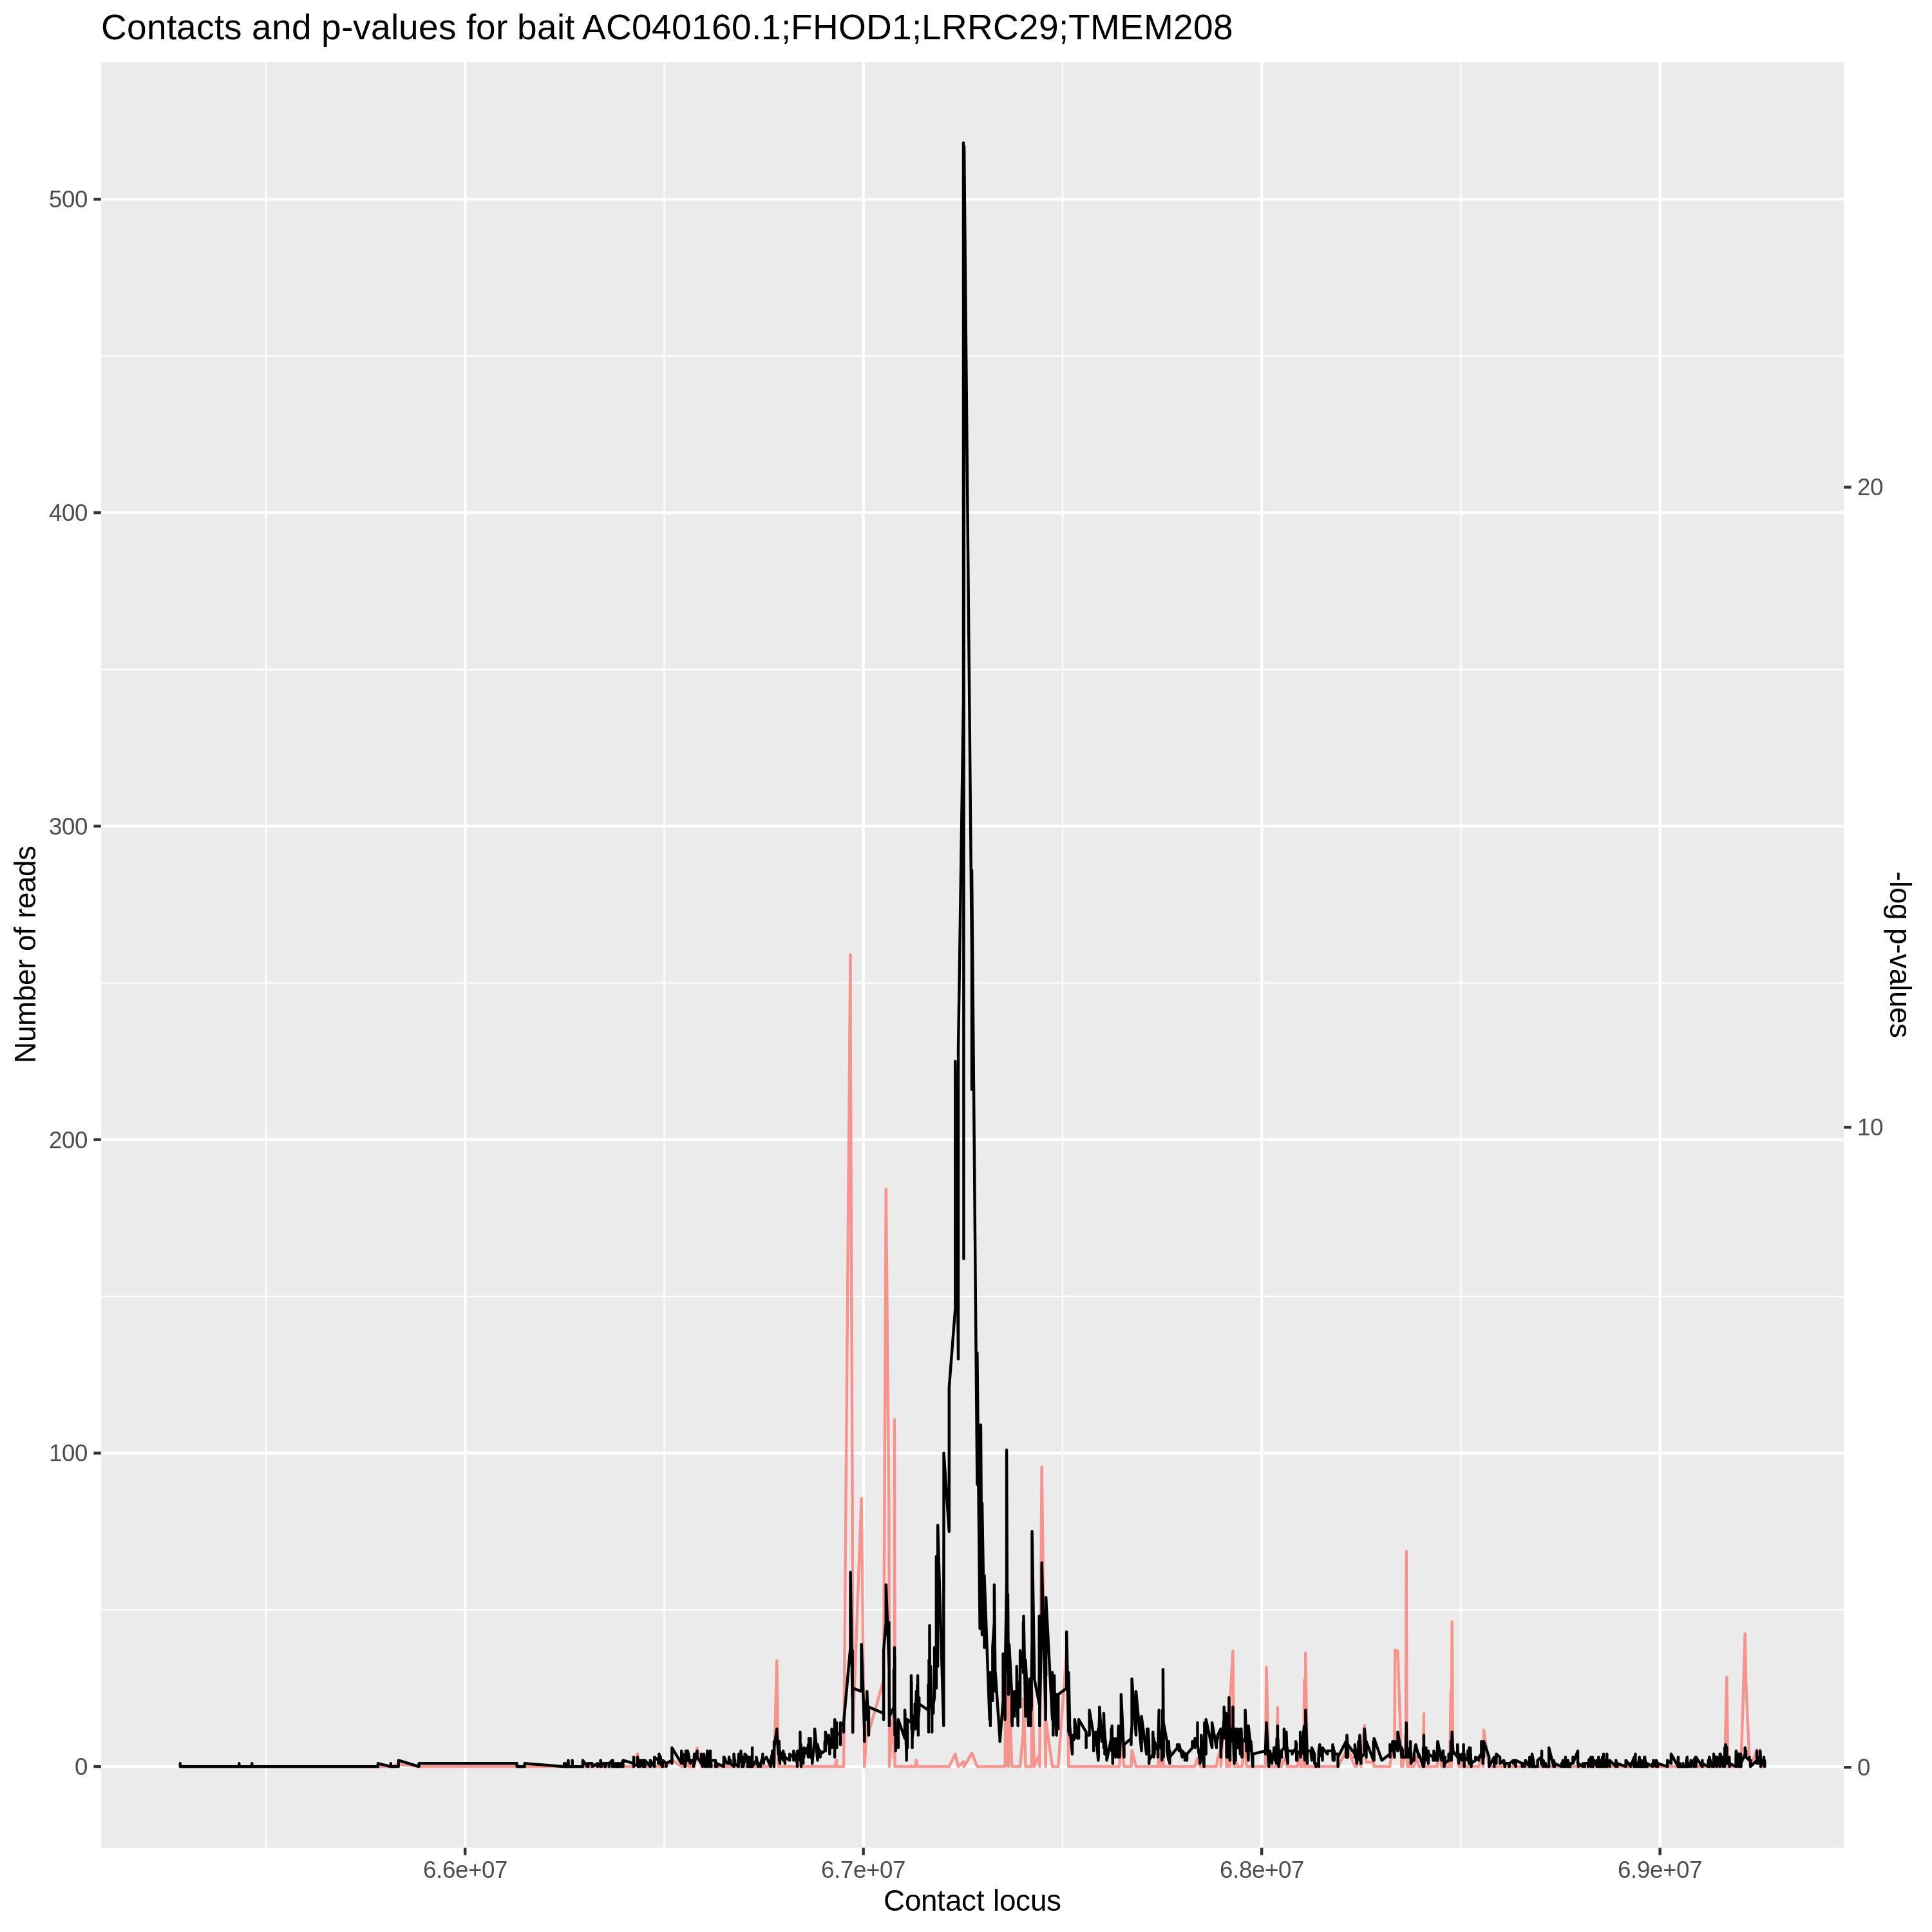 Contacts and p-values for bait AC040160.1;FHOD1;LRRC29;TMEM208
500
400
300
200
100
0
Number of reads
20
10
0
-log p-values
6.6e+07
6.7e+07
6.8e+07
6.9e+07
Contact locus